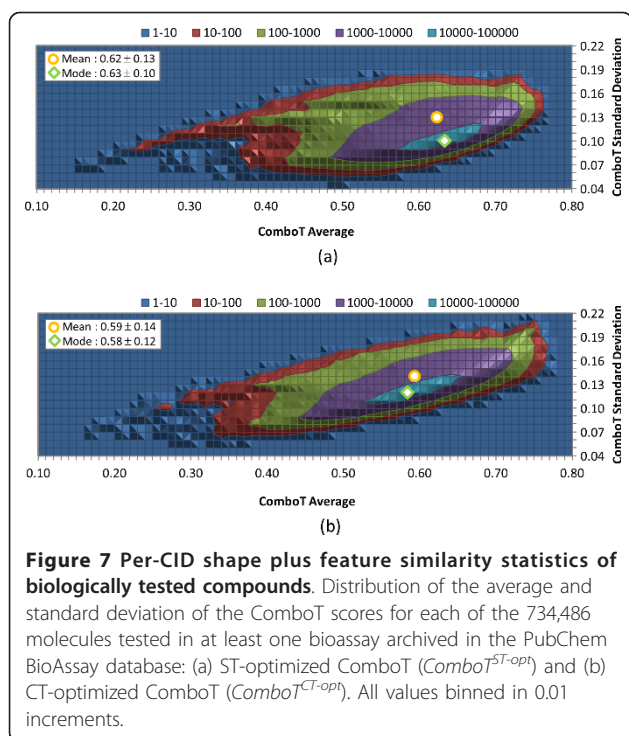 1-10 10-100 100-1000 1000-10000 10000-100000
Mean : 0.62 ± 0.13
Mode : 0.63 ± 0.10
0.22
0.19
0.16
0.13
0.10
0.07
0.04
ComboT Standard Deviation
0.10 0.20 0.30 0.40 0.50 0.60 0.70 0.80
ComboT Average
(a)
1-10 10-100 100-1000 1000-10000 10000-100000
Mean : 0.59 ± 0.14
Mode : 0.58 ± 0.12
0.22
0.19
0.16
0.13
0.10
0.07
0.04
ComboT Standard Deviation
0.10 0.20 0.30 0.40 0.50 0.60 0.70 0.80
ComboT Average
(b)
Figure 7 Per-CID shape plus feature similarity statistics of
biologically tested compounds. Distribution of the average and
standard deviation of the ComboT scores for each of the 734,486
molecules tested in at least one bioassay archived in the PubChem
BioAssay database: (a) ST-optimized ComboT (ComboT^ST-opt) and (b)
CT-optimized ComboT (ComboT^CT-opt). All values binned in 0.01
increments.